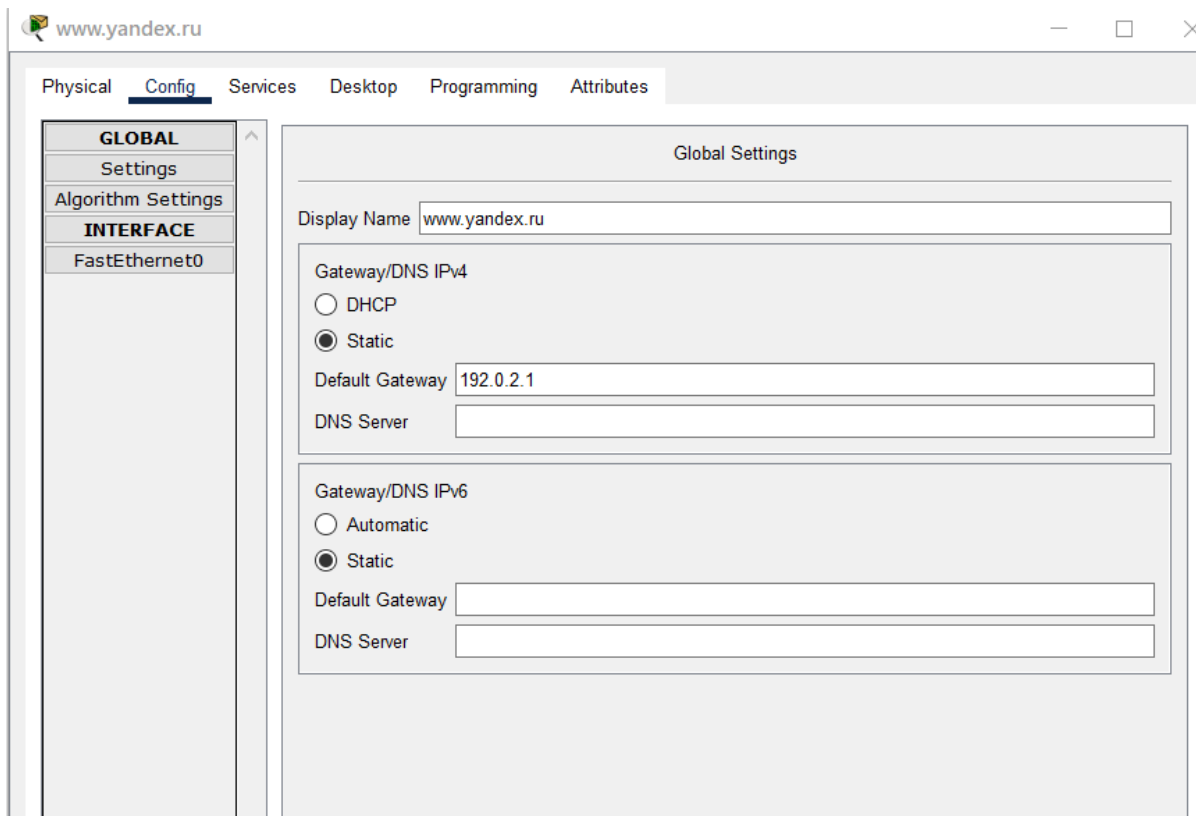 www.yandex.ru
Physical Config Services Desktop Programming Attributes
GLOBAL
Settings
Algorithm Settings
INTERFACE
FastEthernet0
Global Settings
Display Name www.yandex.ru
Gateway/DNS IPv4
DHCP
Static
Default Gateway 192.0.2.1
DNS Server
Gateway/DNS IPv6
Automatic
Static
Default Gateway
DNS Server